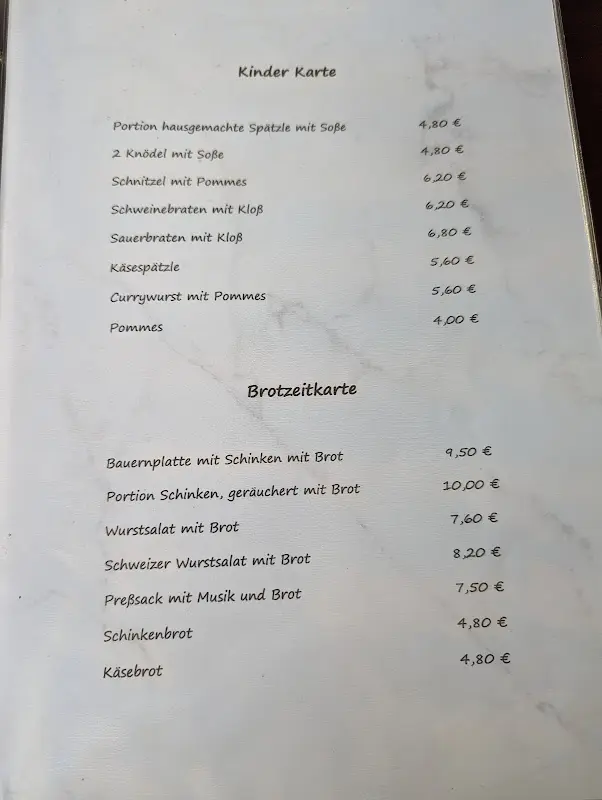 Kinder Karte
Portion hausgemachte Spätzle mit Soße 4,80 €
2 Knödel mit Soße 4,80 €
Schnitzel mit Pommes 6,20 €
Schweinebraten mit Kloß 6,20 €
Sauerbraten mit Kloß 6,80 €
Käsespätzle 5,60 €
Currywurst mit Pommes 5,60 €
Pommes 4,00 €
Brotzeitkarte
Bauernplatte mit Schinken mit Brot 9,50 €
Portion Schinken, geräuchert mit Brot 10,00 €
Wurstsalat mit Brot 7,60 €
Schweizer Wurstsalat mit Brot 8,20 €
Preßsack mit Musik und Brot 7,50 €
Schinkenbrot 4,80 €
Käsebrot 4,80 €